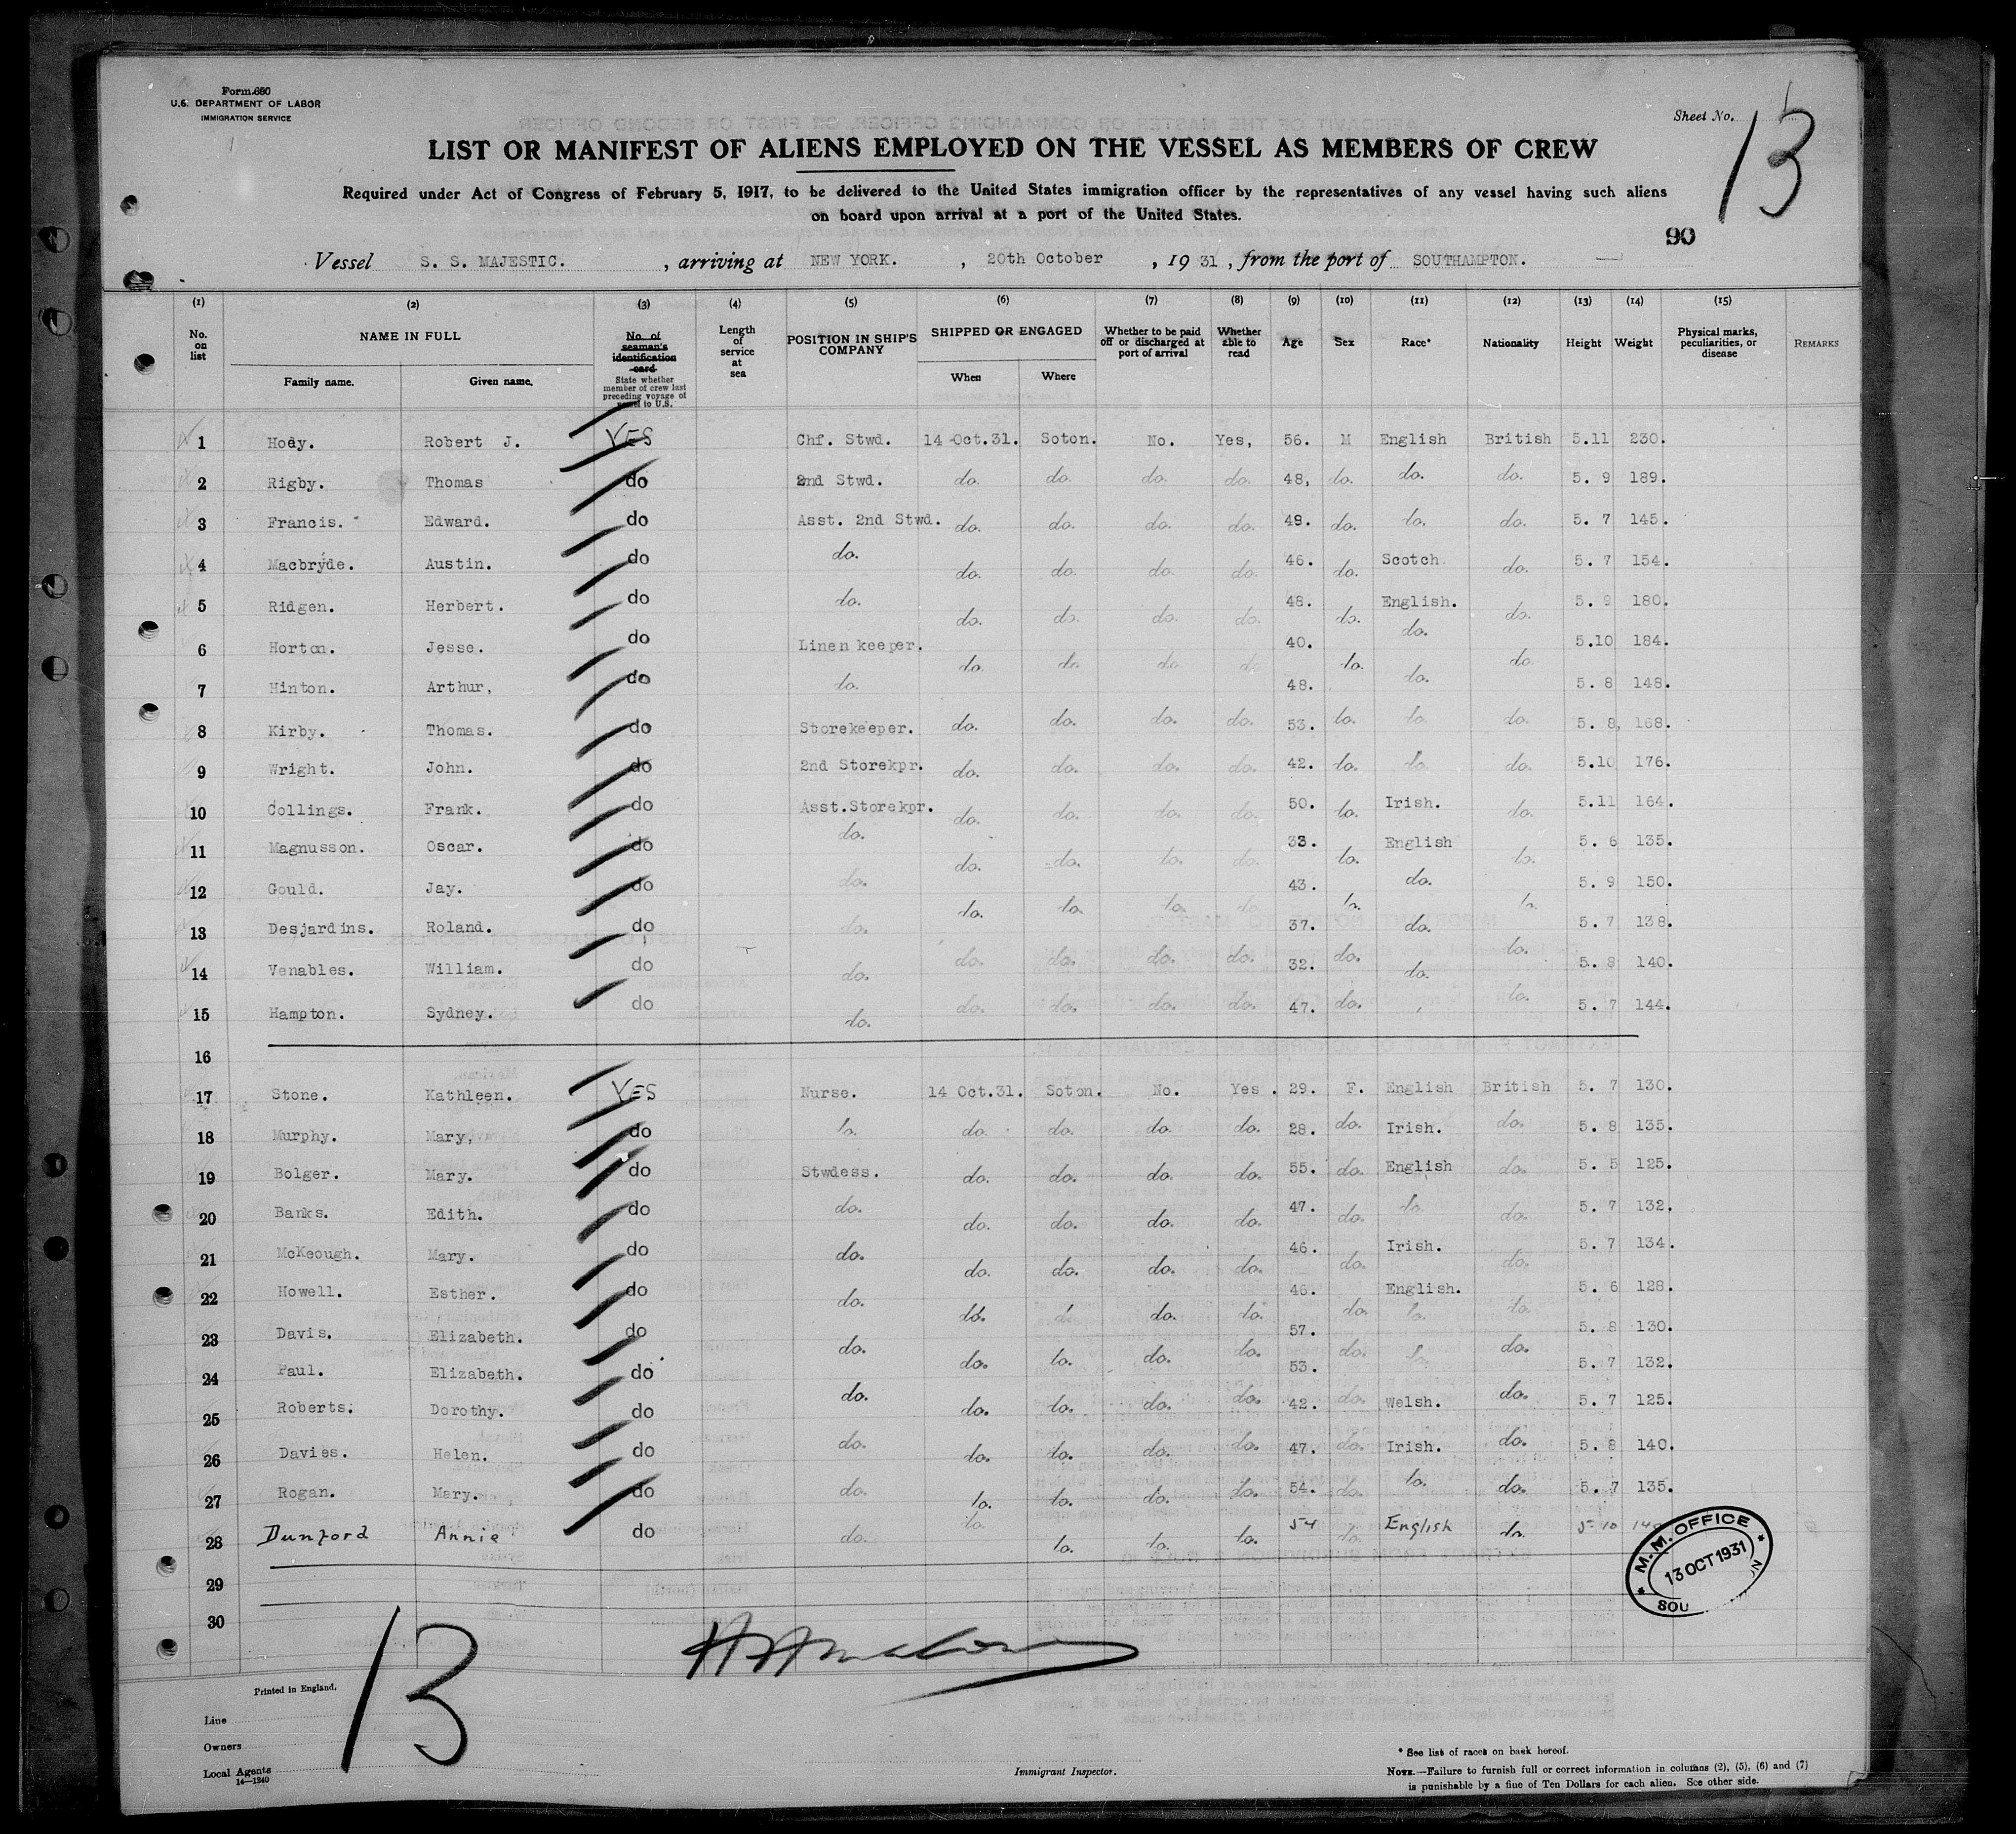 Form 680
U.S. DEPARTMENT OF LABOR
IMMIGRATION SERVICE
Sheet No. 13
LIST OR MANIFEST OF ALIENS EMPLOYED ON THE VESSEL AS MEMBERS OF CREW
Required under Act of Congress of February 5, 1917, to be delivered to the United States immigration officer by the representatives of any vessel having such aliens
on board upon arrival at a port of the United States.
90
Vessel S. S. MAJESTIC. , arriving at NEW YORK. , 20th October , 19 31 , from the port of SOUTHAMPTON.
(1) (2) (3) (4) (5) (6) (7) (8) (9) (10) (11) (12) (13) (14) (15)
No. on list NAME IN FULL Family name. Given name. No. of seaman's identification card State whether member of crew last preceding voyage of vessel to U.S. Length of service at sea POSITION IN SHIP'S COMPANY SHIPPED OR ENGAGED When Where Whether to be paid off or discharged at port of arrival Whether able to read Age Sex Race* Nationality Height Weight Physical marks, peculiarities, or disease REMARKS
1 Hody. Robert J. YES Chf. Stwd. 14 Oct.31. Soton. No. Yes, 56. M English British 5.11 230.
2 Rigby. Thomas do 2nd Stwd. do. do. do. do. 48, do. do. do. 5. 9 189.
3 Francis. Edward. do Asst. 2nd Stwd. do. do. do. do. 49. do. do. do. 5. 7 145.
4 Macbryde. Austin. do do. do. do. do. do. 46. do. Scotch. do. 5. 7 154.
5 Ridgen. Herbert. do do. do. do. do. do. 48. do. English. do. 5. 9 180.
6 Horton. Jesse. do Linen keeper. do. do. do. do. 40. do. do. do. 5.10 184.
7 Hinton. Arthur, do do. 48. do. 5. 8 148.
8 Kirby. Thomas. do Storekeeper. do. do. do. do. 53. do. do. do. 5. 8, 168.
9 Wright. John. do 2nd Storekpr. do. do. do. do. 42. do. do. do. 5.10 176.
10 Collings. Frank. do Asst.Storekpr. do. do. do. do. 50. do. Irish. do. 5.11 164.
11 Magnusson. Oscar. do do. do. do. do. do. 33. do. English do. 5. 6 135.
12 Gould. Jay. do do. do. do. do. do. 43. do. do. do. 5. 9 150.
13 Desjardins. Roland. do do. do. do. do. do. 37. do. do. do. 5. 7 138.
14 Venables. William. do do. do. do. do. do. 32. do. do. do. 5. 8 140.
15 Hampton. Sydney. do do. 47. 5. 7 144.
16
17 Stone. Kathleen. YES Nurse. 14 Oct.31. Soton. No. Yes. 29. F. English British 5. 7 130.
18 Murphy. Mary, do do. do. do. do. do. 28. do. Irish. do. 5. 8 135.
19 Bolger. Mary. do Stwdess. do. do. do. do. 55. do. English do. 5. 5 125.
20 Banks. Edith. do do. do. do. do. do. 47. do. do. do. 5. 7 132.
21 McKeough. Mary. do do. do. do. do. do. 46. do. Irish. do. 5. 7 134.
22 Howell. Esther. do do. do. do. do. do. 46. do. English. do. 5. 6 128.
23 Davis. Elizabeth. do do. do. do. do. do. 57. do. do. do. 5. 8 130.
24 Paul. Elizabeth. do do. 53. 5. 7 132.
25 Roberts. Dorothy. do do. do. do. do. do. 42. do. Welsh. do. 5. 7 125.
26 Davies. Helen. do do. do. do. do. do. 47. do. Irish. do. 5. 8 140.
27 Rogan. Mary. do do. do. do. do. do. 54. do. do. do. 5. 7 135.
28 Dunford Annie do do. do. do. do. do. 54 do. English do. 5 10
29
30
M.M. OFFICE
13 OCT 1931
SOU
13
Printed in England.
Line
Owners
Local Agents
14—1240
Immigrant Inspector.
* See list of races on back hereof.
NOTE.—Failure to furnish full or correct information in columns (2), (5), (6) and (7)
is punishable by a fine of Ten Dollars for each alien. See other side.